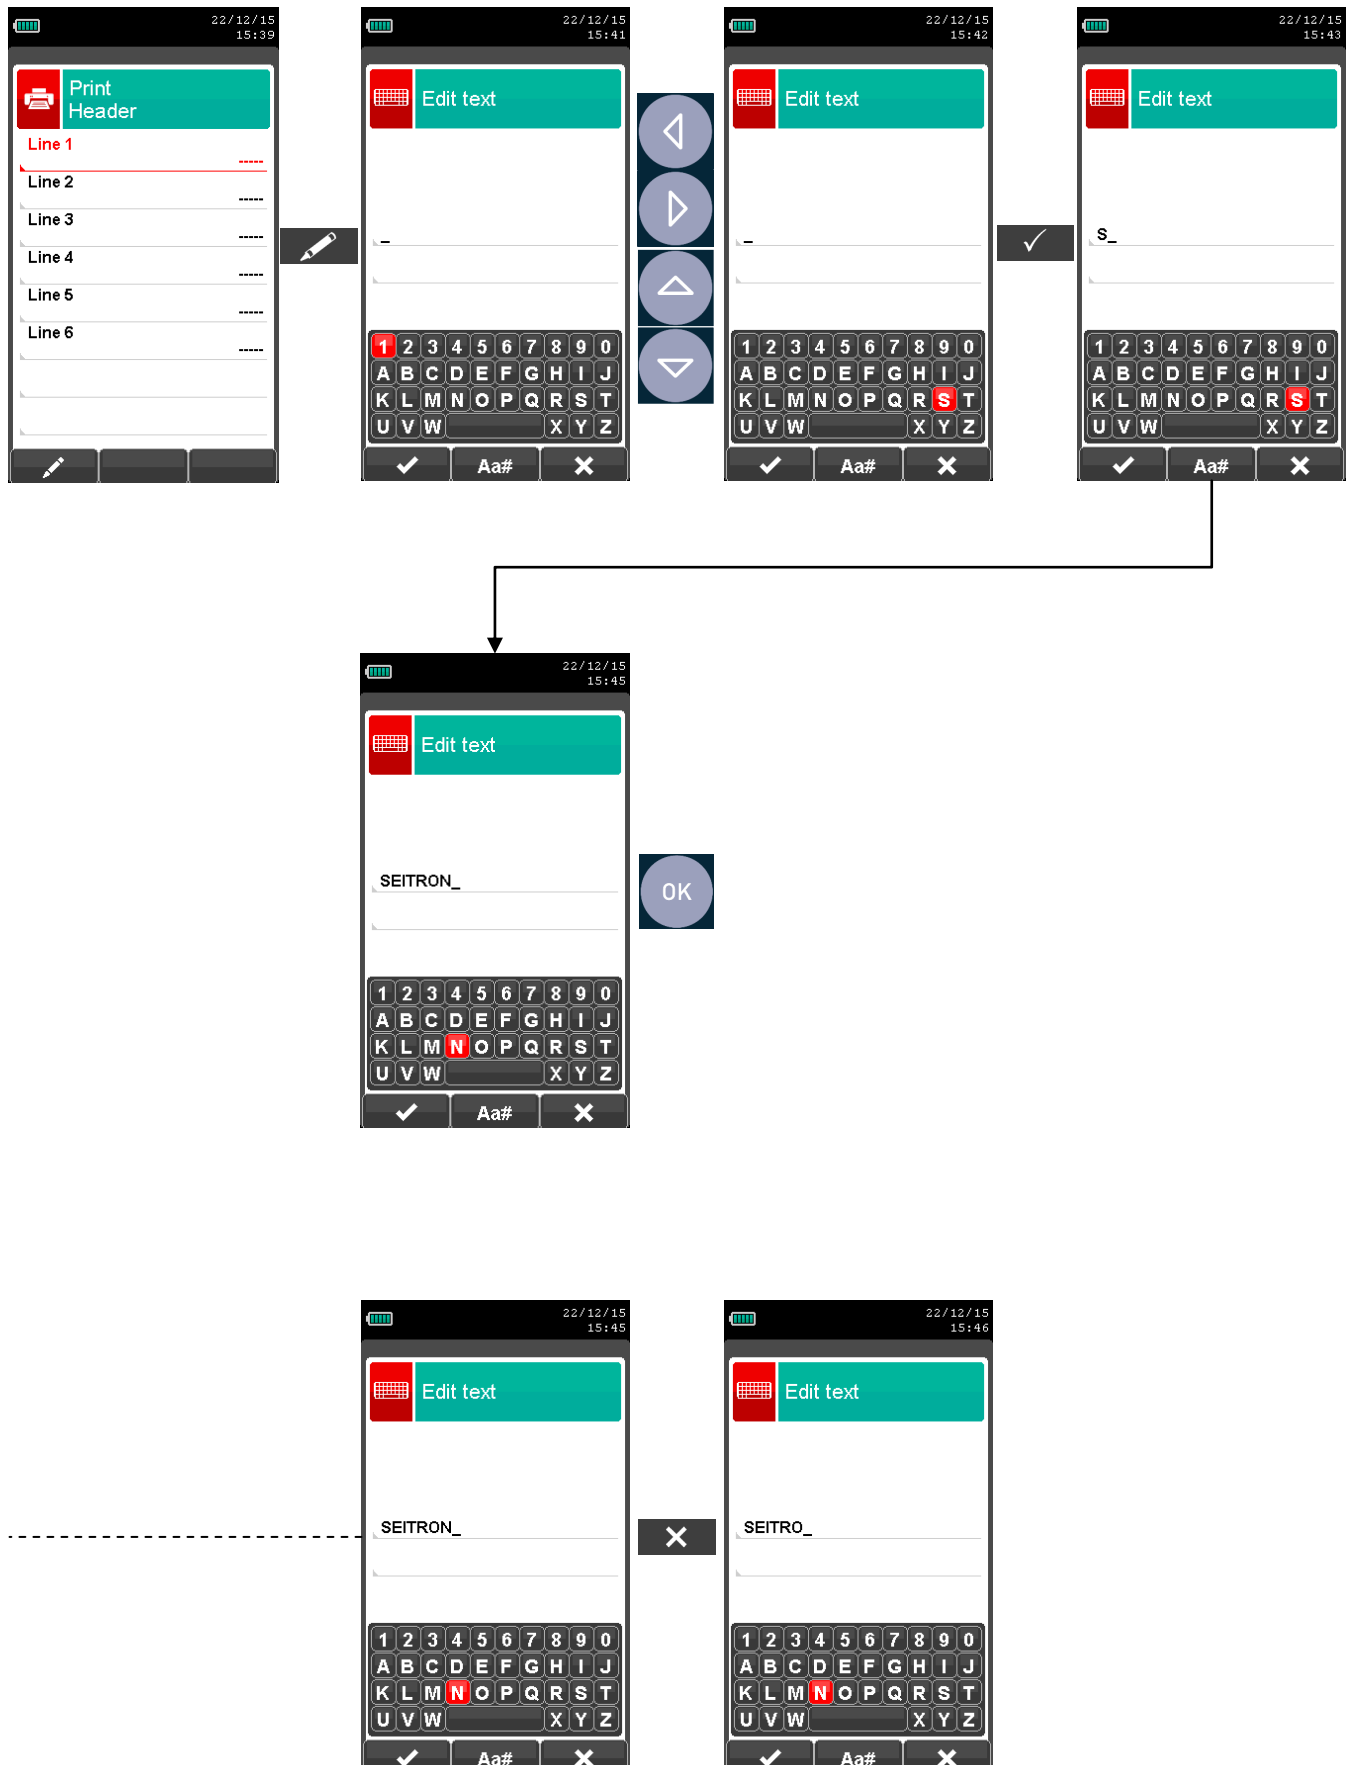 22/12/15
15:39
Print
Header
Line 1
-----
Line 2
-----
Line 3
-----
Line 4
-----
Line 5
-----
Line 6
-----
22/12/15
15:41
Edit text
_
1 2 3 4 5 6 7 8 9 0
A B C D E F G H I J
K L M N O P Q R S T
U V W X Y Z
Aa#
22/12/15
15:42
Edit text
_
1 2 3 4 5 6 7 8 9 0
A B C D E F G H I J
K L M N O P Q R S T
U V W X Y Z
Aa#
22/12/15
15:43
Edit text
S_
1 2 3 4 5 6 7 8 9 0
A B C D E F G H I J
K L M N O P Q R S T
U V W X Y Z
Aa#
22/12/15
15:45
Edit text
SEITRON_
1 2 3 4 5 6 7 8 9 0
A B C D E F G H I J
K L M N O P Q R S T
U V W X Y Z
Aa#
OK
22/12/15
15:45
Edit text
SEITRON_
1 2 3 4 5 6 7 8 9 0
A B C D E F G H I J
K L M N O P Q R S T
U V W X Y Z
Aa#
22/12/15
15:46
Edit text
SEITRO_
1 2 3 4 5 6 7 8 9 0
A B C D E F G H I J
K L M N O P Q R S T
U V W X Y Z
Aa#